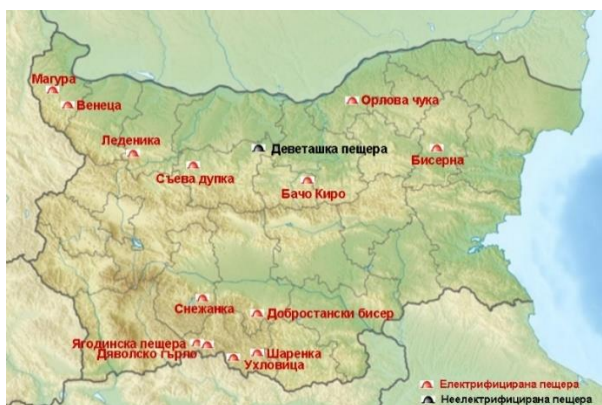 Магура
Венеца
Орлова чука
Леденика
Деветашка пещера
Бисерна
Съева дупка
Бачо Киро
Снежанка
Добростански бисер
Ягодинска пещера
Дяволско гърло
Шаренка
Ухловица
Електрифицирана пещера
Неелектрифицирана пещера